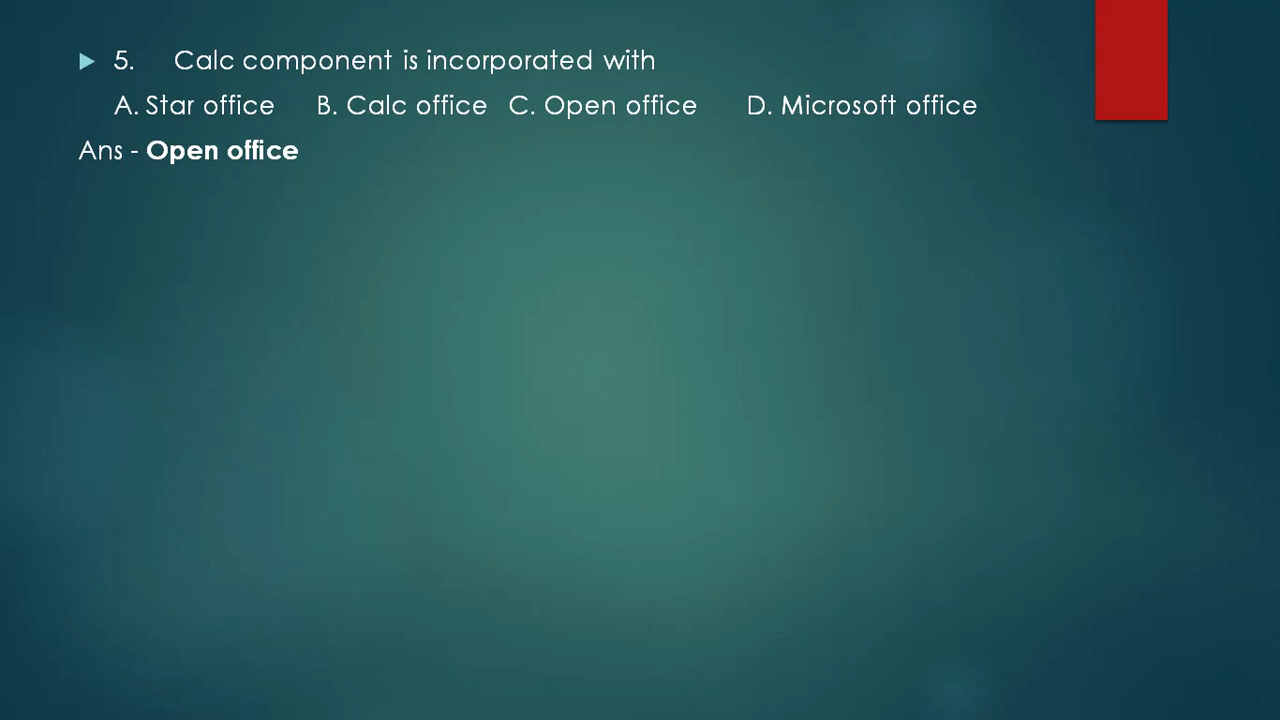 5. Calc component is incorporated with
A. Star office B. Calc office C. Open office D. Microsoft office
Ans - Open office